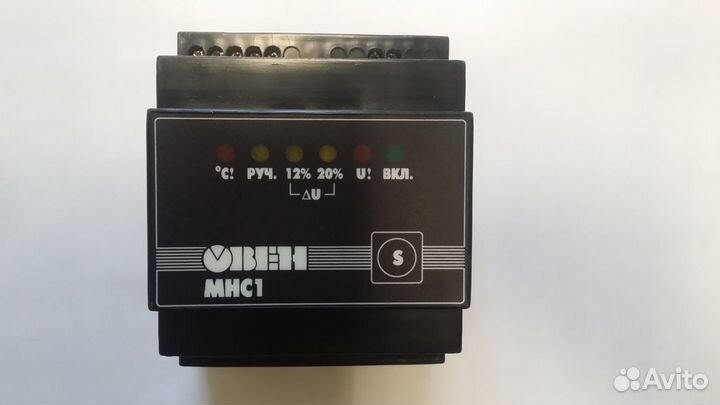 °C! РУЧ. 12% 20% U! ВКЛ.
ΔU
ОВЕН
МНС1
S
Avito